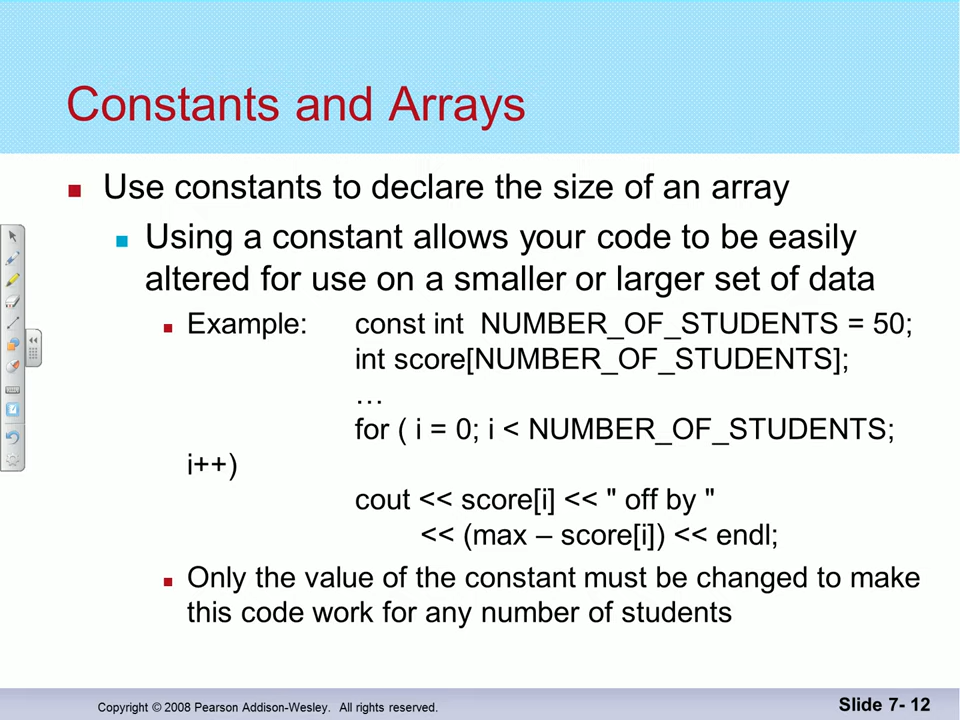 Constants and Arrays
Use constants to declare the size of an array
Using a constant allows your code to be easily
altered for use on a smaller or larger set of data
Example: const int NUMBER_OF_STUDENTS = 50;
int score[NUMBER_OF_STUDENTS];
…
for ( i = 0; i < NUMBER_OF_STUDENTS;
i++)
cout << score[i] << " off by "
<< (max – score[i]) << endl;
Only the value of the constant must be changed to make
this code work for any number of students
Copyright © 2008 Pearson Addison-Wesley. All rights reserved.
Slide 7- 12